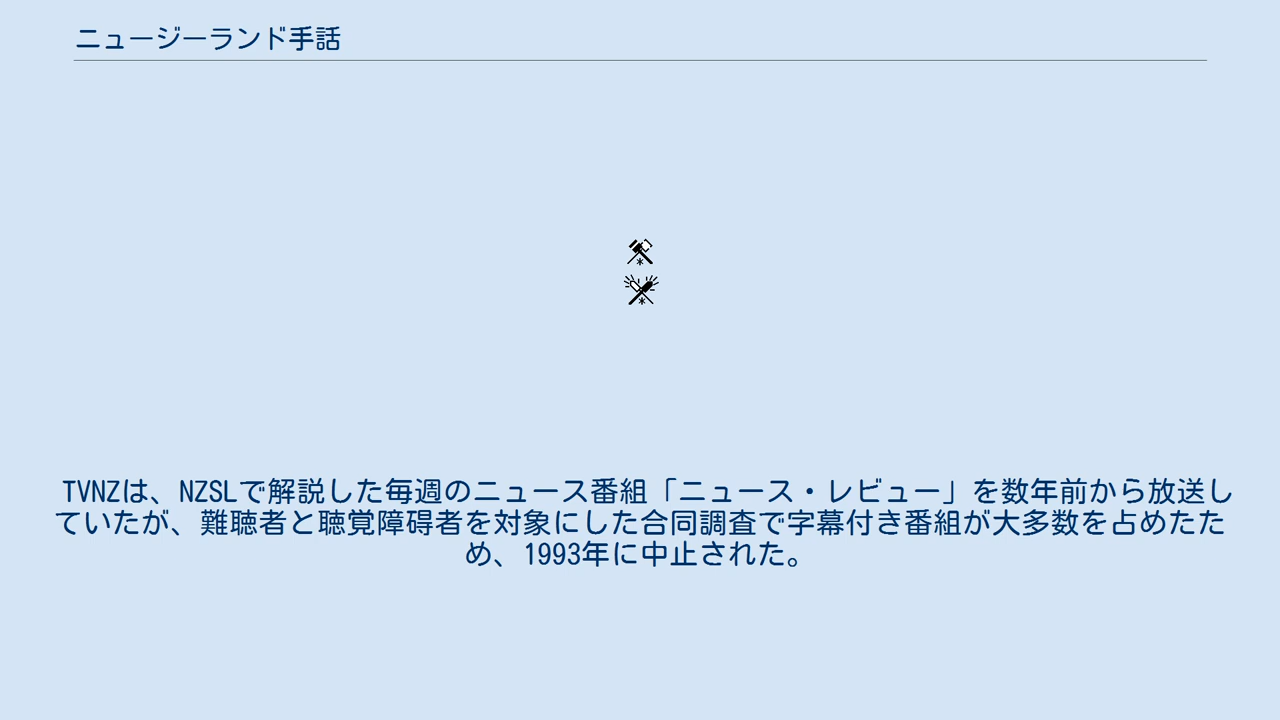 ニュージーランド手話
TVNZは、NZSLで解説した毎週のニュース番組「ニュース・レビュー」を数年前から放送し
ていたが、難聴者と聴覚障碍者を対象にした合同調査で字幕付き番組が大多数を占めたた
め、1993年に中止された。